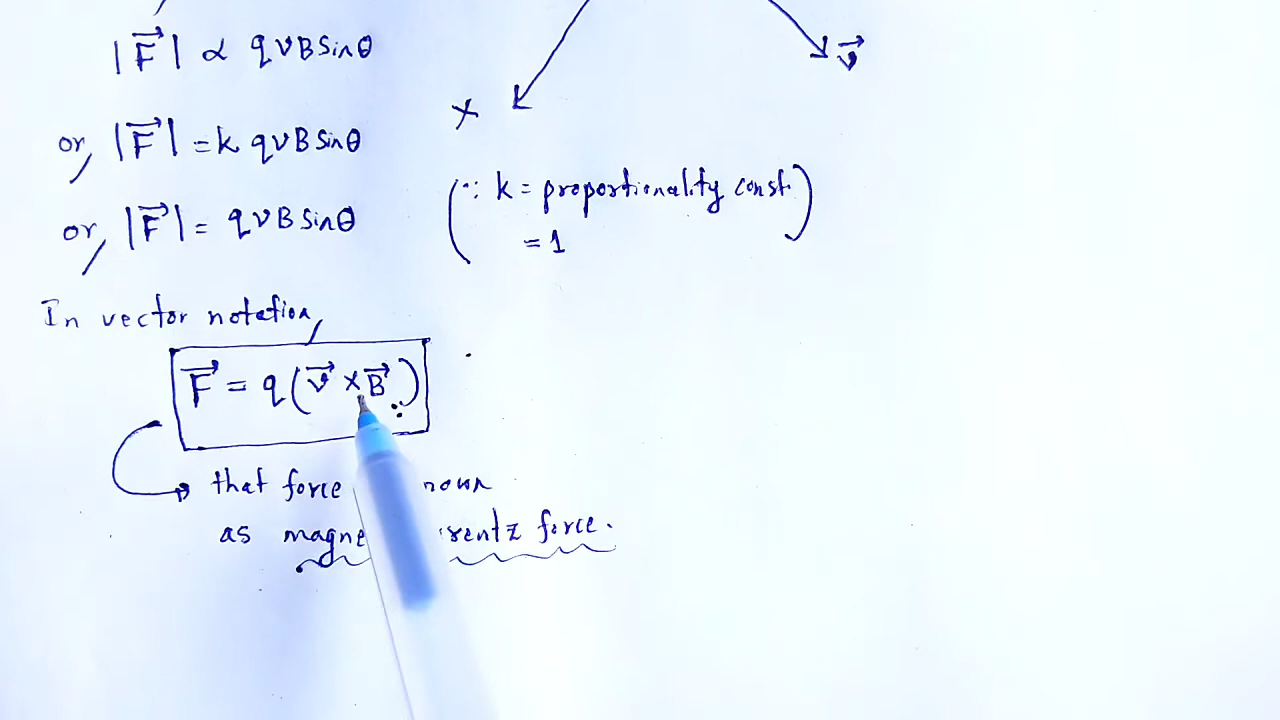 |F⃗| ∝ qvBSinθ
v⃗
or, |F⃗| = k qvBSinθ
x
(∵ k = proportionality const.
= 1)
or, |F⃗| = qvBSinθ
In vector notation,
F⃗ = q(v⃗ × B⃗)
that force
as force.